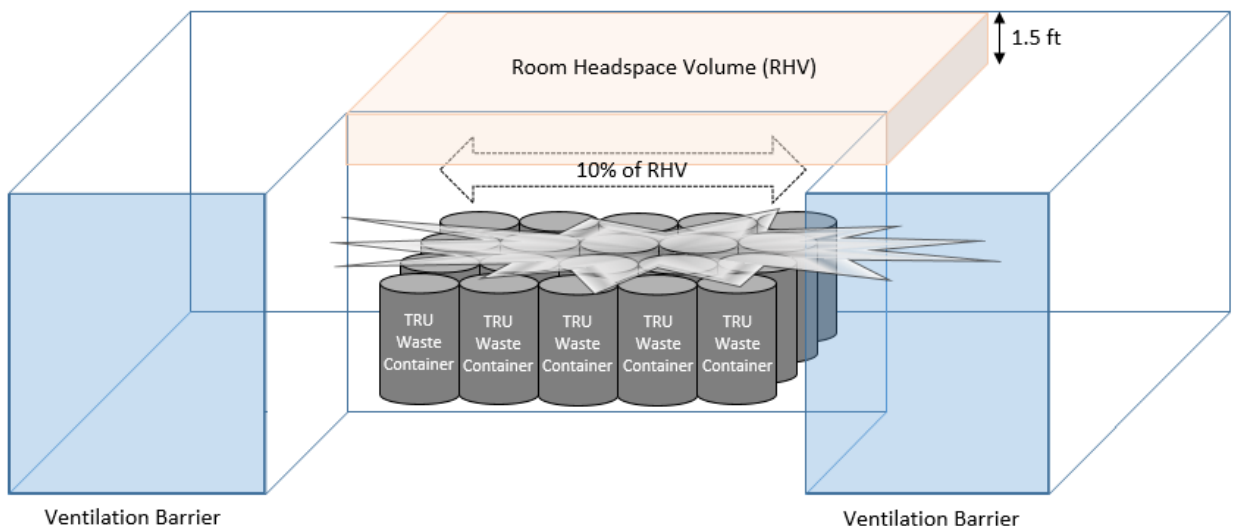 1.5 ft
Room Headspace Volume (RHV)
10% of RHV
TRU
Waste
Container
TRU
Waste
Container
TRU
Waste
Container
TRU
Waste
Container
TRU
Waste
Container
Ventilation Barrier
Ventilation Barrier